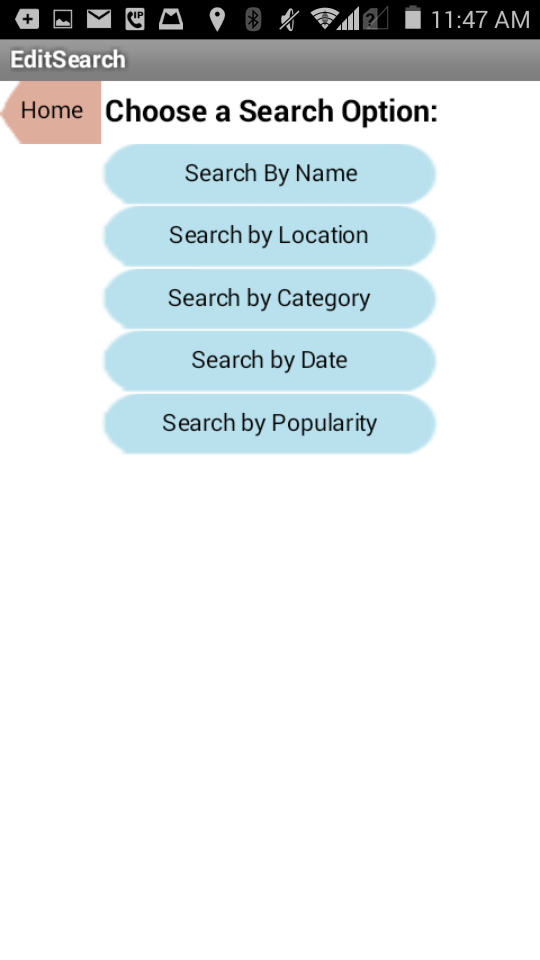 11:47 AM
EditSearch
Home
Choose a Search Option:
Search By Name
Search by Location
Search by Category
Search by Date
Search by Popularity